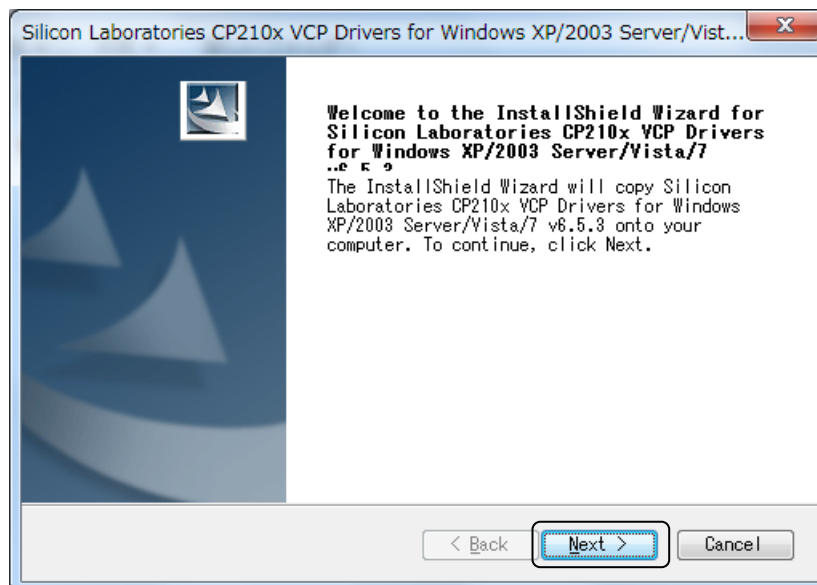 Silicon Laboratories CP210x VCP Drivers for Windows XP/2003 Server/Vist...
Welcome to the InstallShield Wizard for
Silicon Laboratories CP210x VCP Drivers
for Windows XP/2003 Server/Vista/7
The InstallShield Wizard will copy Silicon
Laboratories CP210x VCP Drivers for Windows
XP/2003 Server/Vista/7 v6.5.3 onto your
computer. To continue, click Next.
< Back
Next >
Cancel